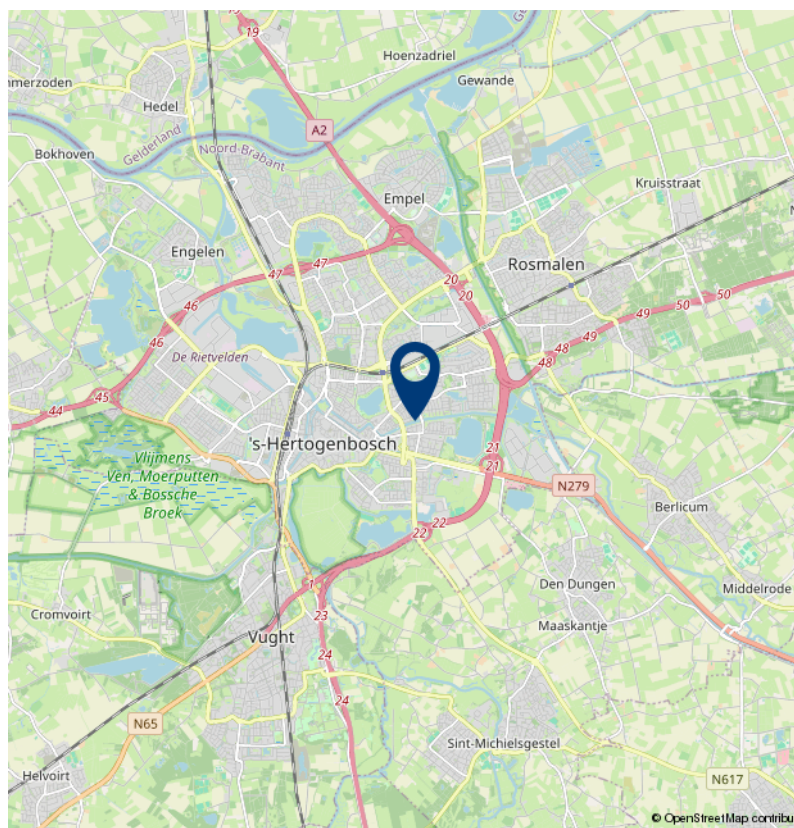 19
19
Hoenzadriel
Gewande
mmerzoden
Hedel
A2
Gelderland
Noord-Brabant
Bokhoven
Kruisstraat
Empel
Engelen
Rosmalen
47
47
20
20
46
46
50
50
49
49
48
48
De Rietvelden
45
44
's-Hertogenbosch
21
21
Vlijmens
Ven, Moerputten
& Bossche
Broek
N279
Berlicum
22
22
1
Den Dungen
Middelrode
Cromvoirt
23
Maaskantje
Vught
24
24
N65
Sint-Michielsgestel
Helvoirt
N617
© OpenStreetMap contribu